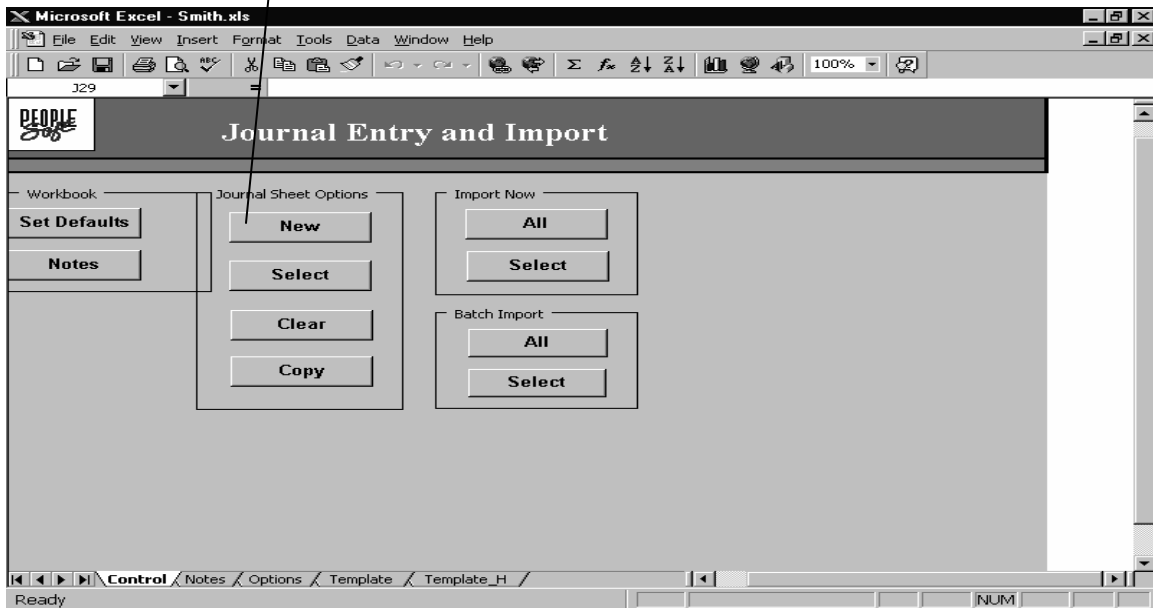 Microsoft Excel - Smith.xls
File Edit View Insert Format Tools Data Window Help
100%
J29 =
PEOPLE
Soft
Journal Entry and Import
Workbook
Set Defaults
Notes
Journal Sheet Options
New
Select
Clear
Copy
Import Now
All
Select
Batch Import
All
Select
Control Notes Options Template Template_H
Ready NUM